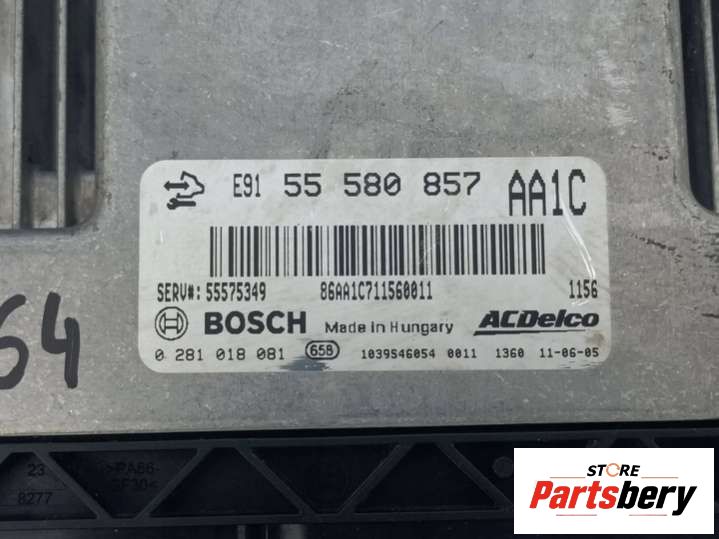 E91 55 580 857 AA1C
SERV#: 55575349 86AA1C711560011 1156
BOSCH Made in Hungary ACDelco
0 281 018 081 658 1039S46054 0011 1360 11-06-05
64
23 >PA66-
8277 GF30<
STORE
Partsbery